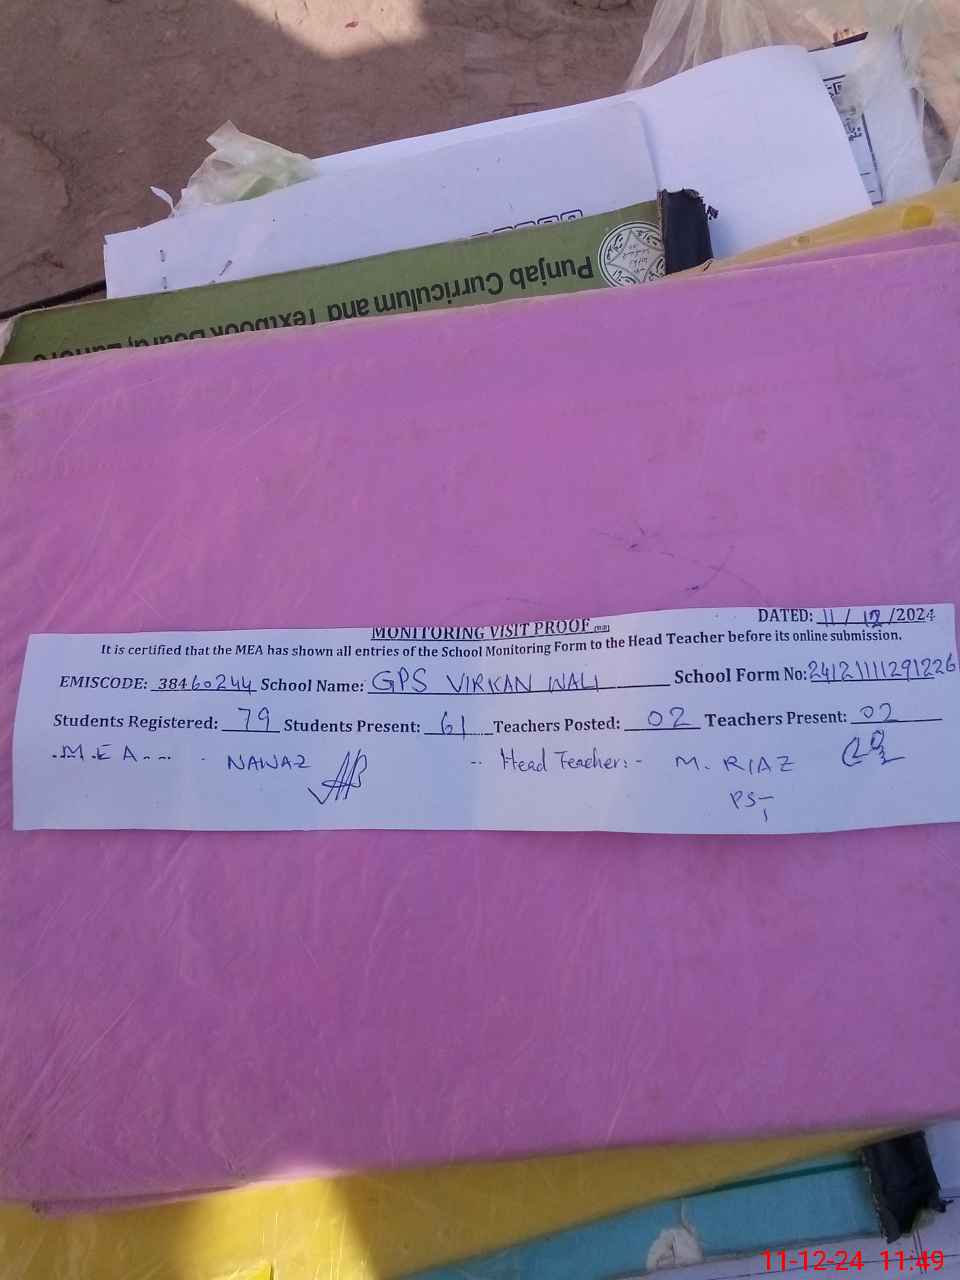 Punjab Curriculum and Textbook Board, Lahore
DATED: 11 / 12 /2024
MONITORING VISIT PROOF
It is certified that the MEA has shown all entries of the School Monitoring Form to the Head Teacher before its online submission.
EMISCODE: 38460244 School Name: GPS VIRKAN WALI School Form No: 24121111291226
Students Registered: 79 Students Present: 61 Teachers Posted: 02 Teachers Present: 02
M.E A NAWAZ Head Teacher:- M. RIAZ
PST
11-12-24 11:49